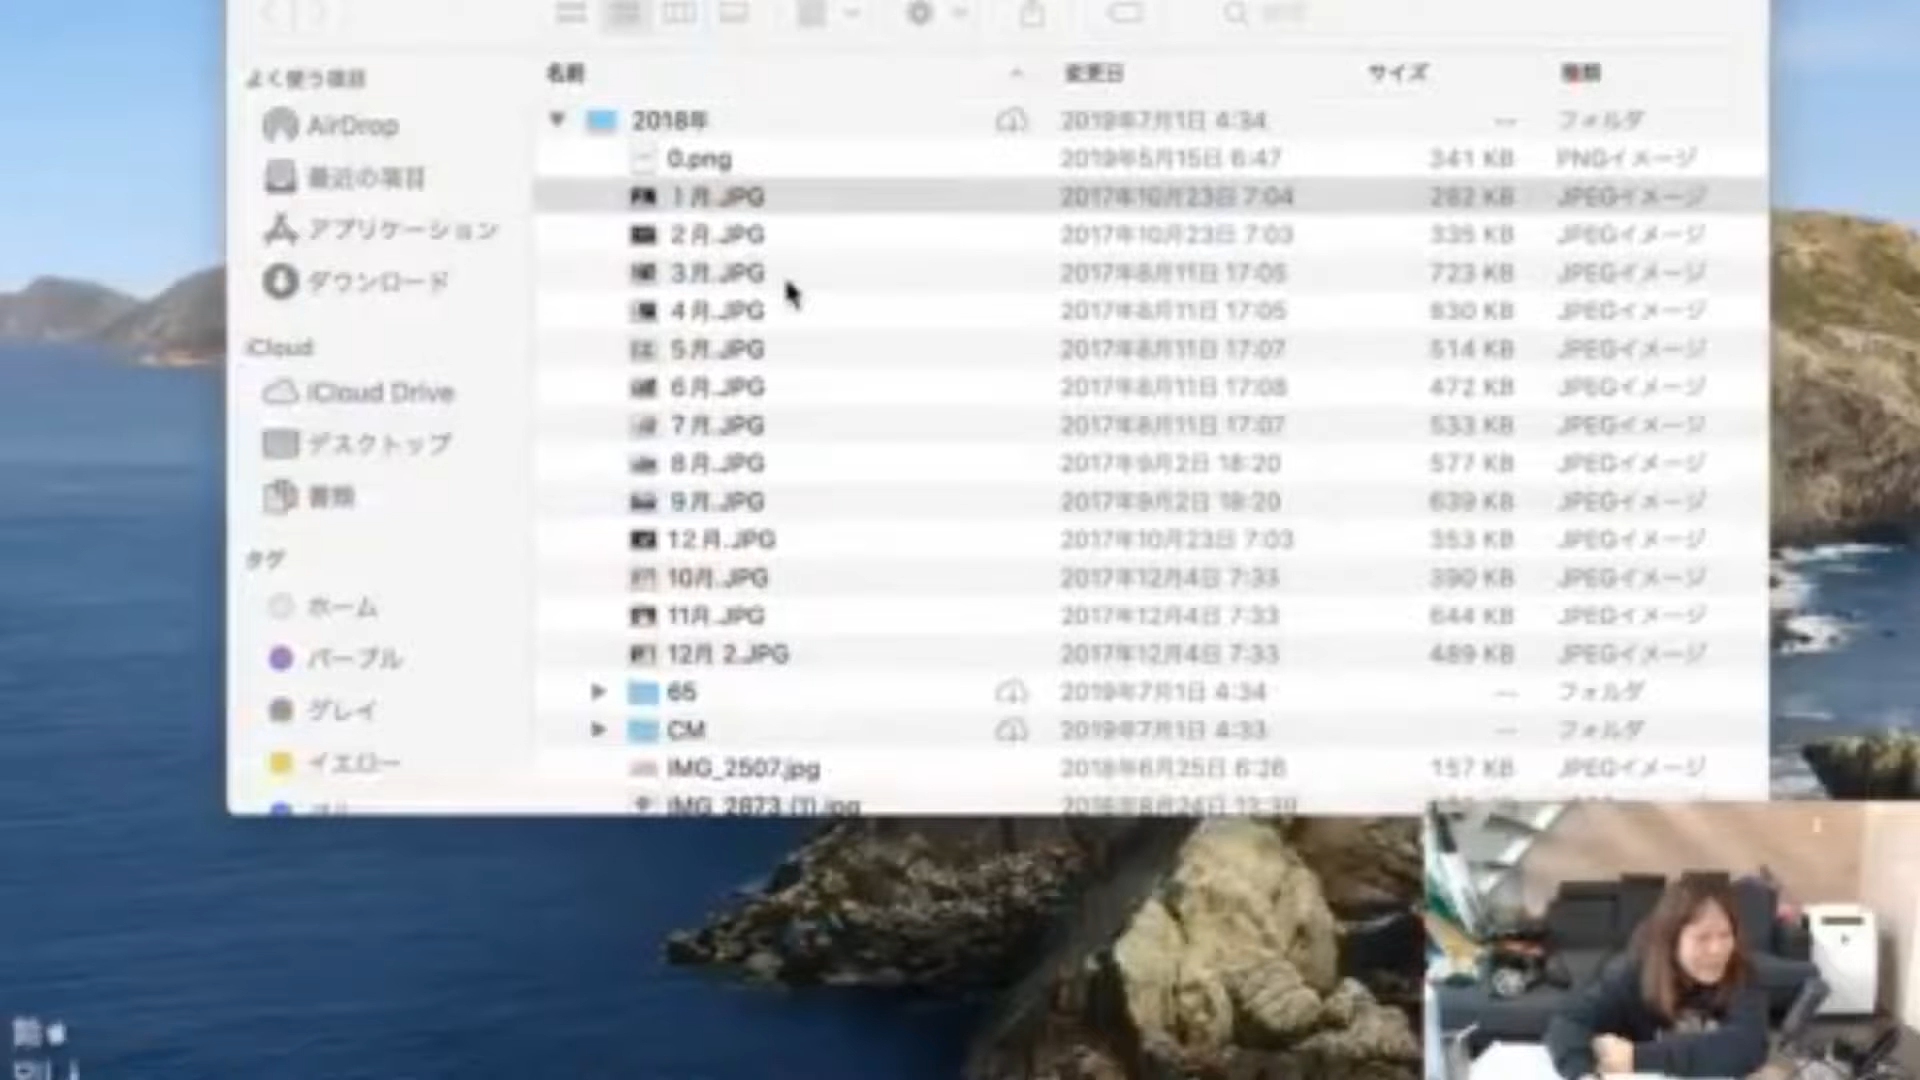 よく使う項目
AirDrop
最近の項目
アプリケーション
ダウンロード
iCloud
iCloud Drive
デスクトップ
書類
タグ
ホーム
パープル
グレイ
イエロー
名前 変更日 サイズ 種類
2018年 2019年7月1日 4:34 -- フォルダ
0.png 2019年5月15日 6:47 341 KB PNGイメージ
1月.JPG 2017年10月23日 7:04 282 KB JPEGイメージ
2月.JPG 2017年10月23日 7:03 335 KB JPEGイメージ
3月.JPG 2017年8月11日 17:05 723 KB JPEGイメージ
4月.JPG 2017年8月11日 17:05 830 KB JPEGイメージ
5月.JPG 2017年8月11日 17:07 514 KB JPEGイメージ
6月.JPG 2017年8月11日 17:08 472 KB JPEGイメージ
7月.JPG 2017年8月11日 17:07 533 KB JPEGイメージ
8月.JPG 2017年9月2日 18:20 577 KB JPEGイメージ
9月.JPG 2017年9月2日 18:20 639 KB JPEGイメージ
12月.JPG 2017年10月23日 7:03 353 KB JPEGイメージ
10月.JPG 2017年12月4日 7:33 390 KB JPEGイメージ
11月.JPG 2017年12月4日 7:33 644 KB JPEGイメージ
12月 2.JPG 2017年12月4日 7:33 489 KB JPEGイメージ
65 2019年7月1日 4:34 -- フォルダ
CM 2019年7月1日 4:33 -- フォルダ
IMG_2507.jpg 2018年6月25日 6:26 157 KB JPEGイメージ
IMG_2873 (1).jpg